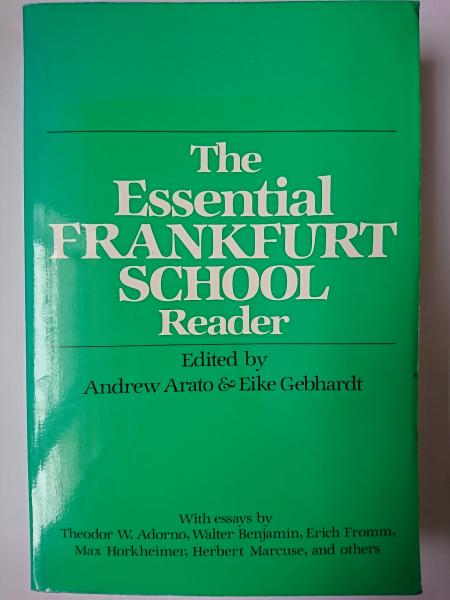 The
Essential
FRANKFURT
SCHOOL
Reader
Edited by
Andrew Arato & Eike Gebhardt
With essays by
Theodor W. Adorno, Walter Benjamin, Erich Fromm,
Max Horkheimer, Herbert Marcuse, and others